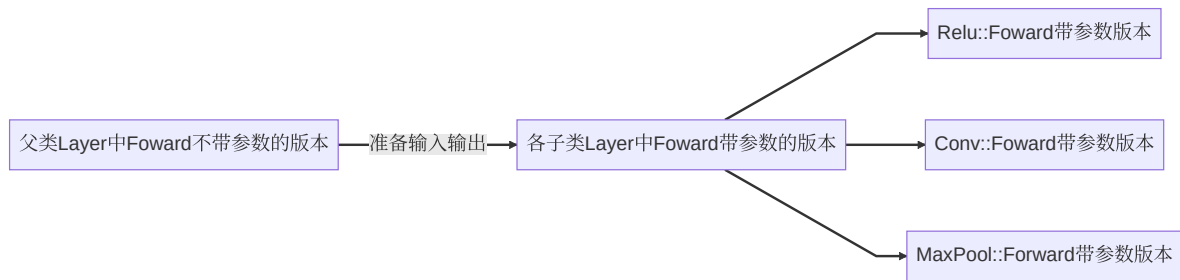 Relu::Foward带参数版本
父类Layer中Foward不带参数的版本
准备输入输出
各子类Layer中Foward带参数的版本
Conv::Foward带参数版本
MaxPool::Forward带参数版本